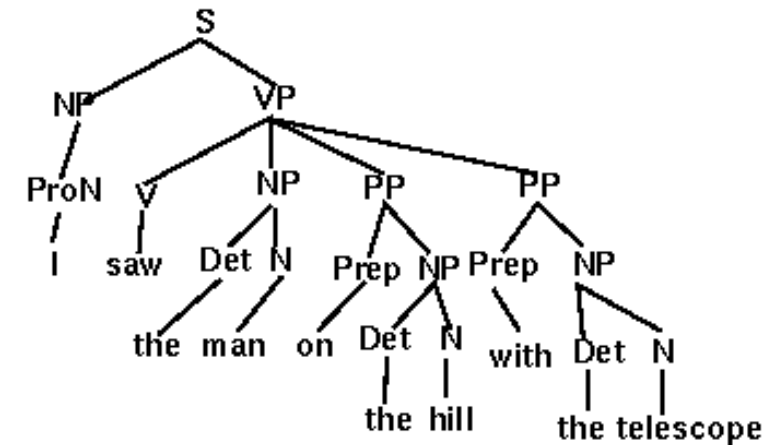 S
NP VP
ProN V NP PP PP
I saw Det N Prep NP Prep NP
the man on Det N with Det N
the hill the telescope